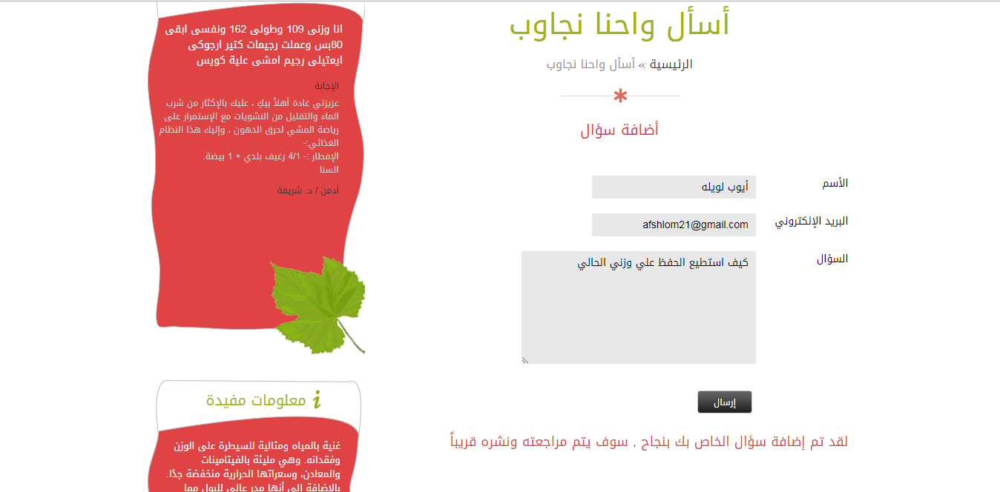 أسأل واحنا نجاوب
الرئيسية » أسأل واحنا نجاوب
أضافة سؤال
الأسم
أيوب لويله
البريد الإلكتروني
afshlom21@gmail.com
السؤال
كيف استطيع الحفظ علي وزني الحالي
إرسال
لقد تم إضافة سؤال الخاص بك بنجاح , سوف يتم مراجعته ونشره قريباً
انا وزنى 109 وطولى 162 ونفسى ابقى
80بس وعملت رجيمات كتير ارجوكى
ايعتيلى رجيم امشى علية كويس
الإجابة
عزيزتي غادة أهلاً بيكِ ، عليك بالإكثار من شرب
الماء والتقليل من النشويات مع الإستمرار على
رياضة المشي لحرق الدهون ، وإليك هذا النظام
الغذائي:-
الإفطار :- 4/1 رغيف بلدي + 1 بيضة.
السنا
أدمن / د. شريفة
معلومات مفيدة
غنية بالمياه ومثالية للسيطرة على الوزن
وفقدانه. وهي مليئة بالفيتامينات
والمعادن، وسعراتها الحرارية منخفضة جدًا.
بالإضافة إلى أنها مدر عالي للبول مما